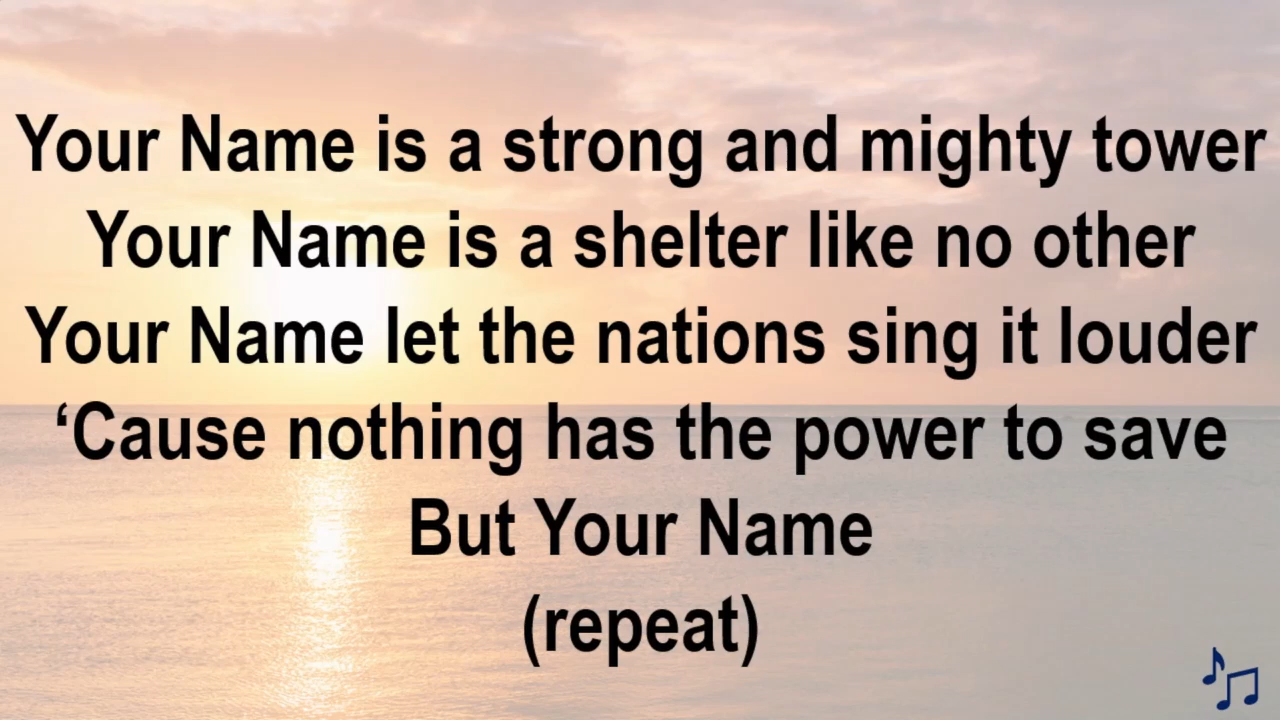 Your Name is a strong and mighty tower
Your Name is a shelter like no other
Your Name let the nations sing it louder
‘Cause nothing has the power to save
But Your Name
(repeat)